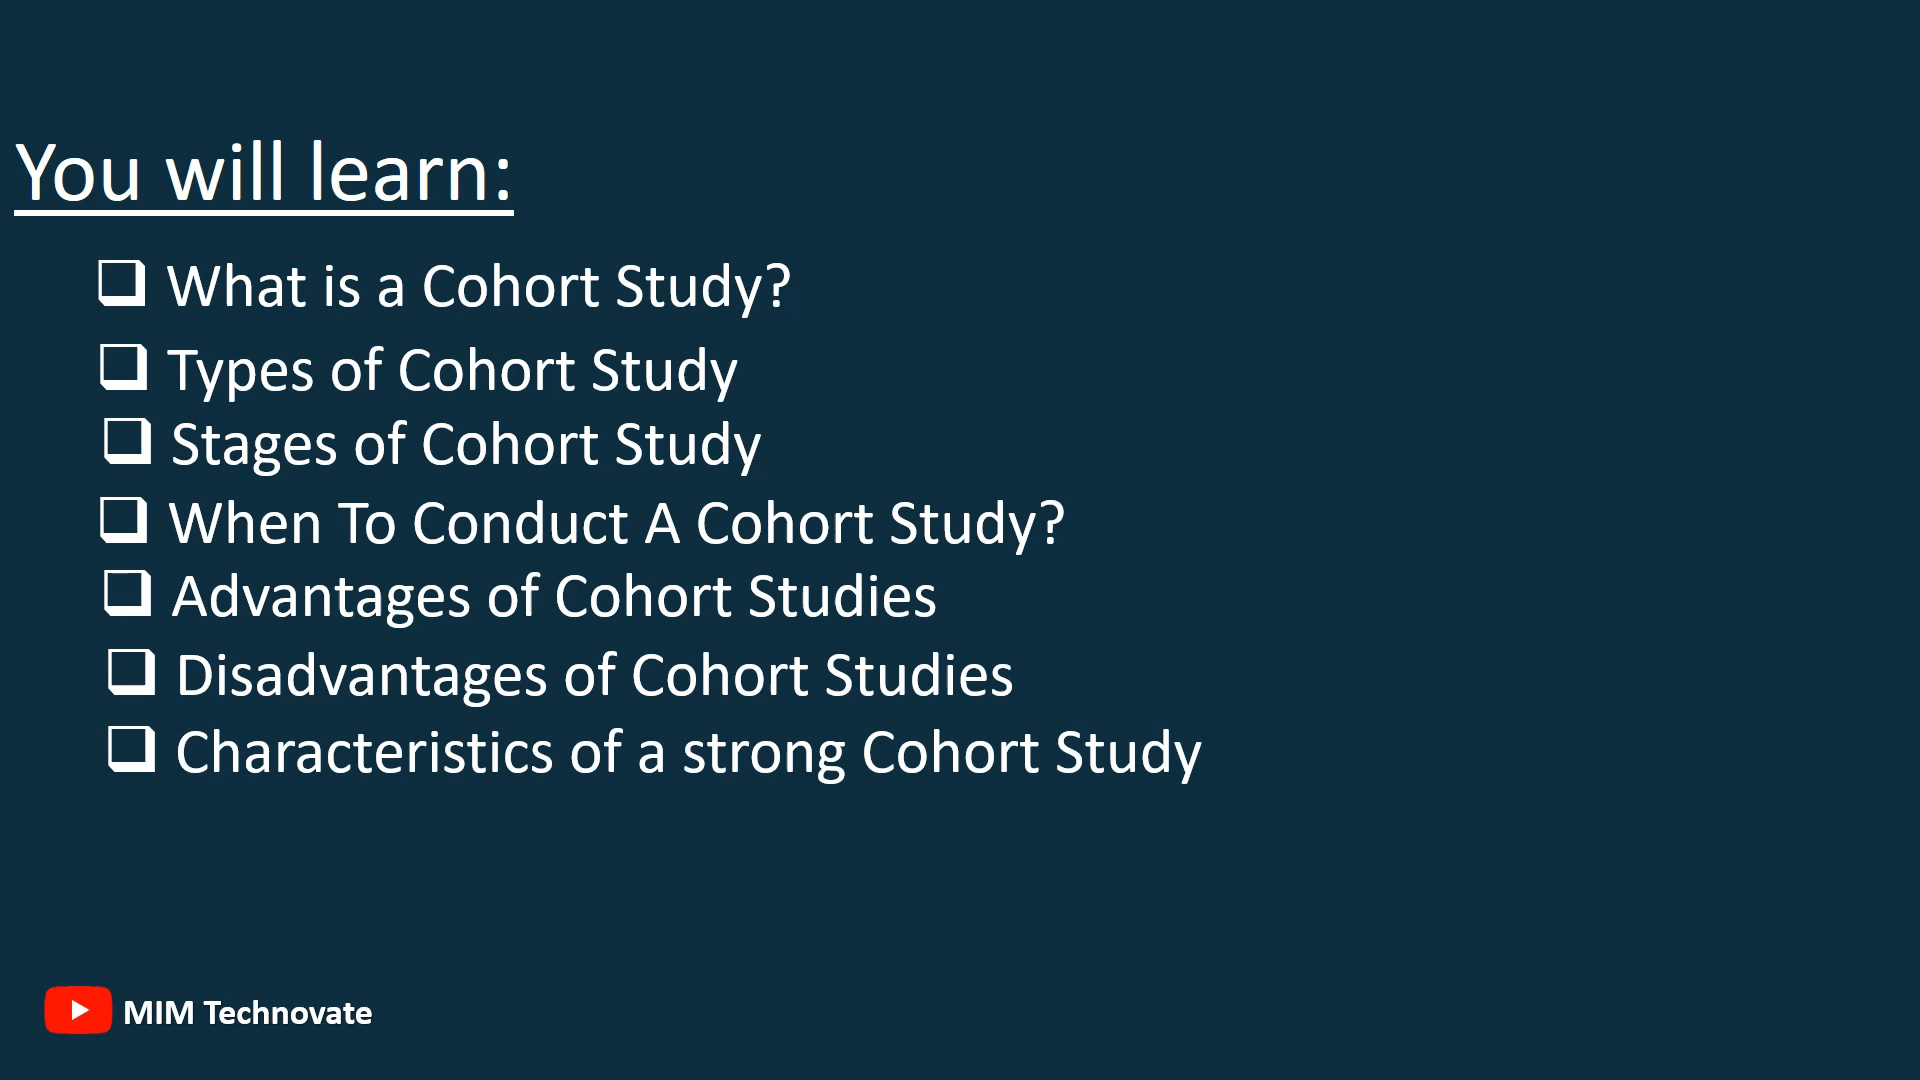 You will learn:
What is a Cohort Study?
Types of Cohort Study
Stages of Cohort Study
When To Conduct A Cohort Study?
Advantages of Cohort Studies
Disadvantages of Cohort Studies
Characteristics of a strong Cohort Study
MIM Technovate